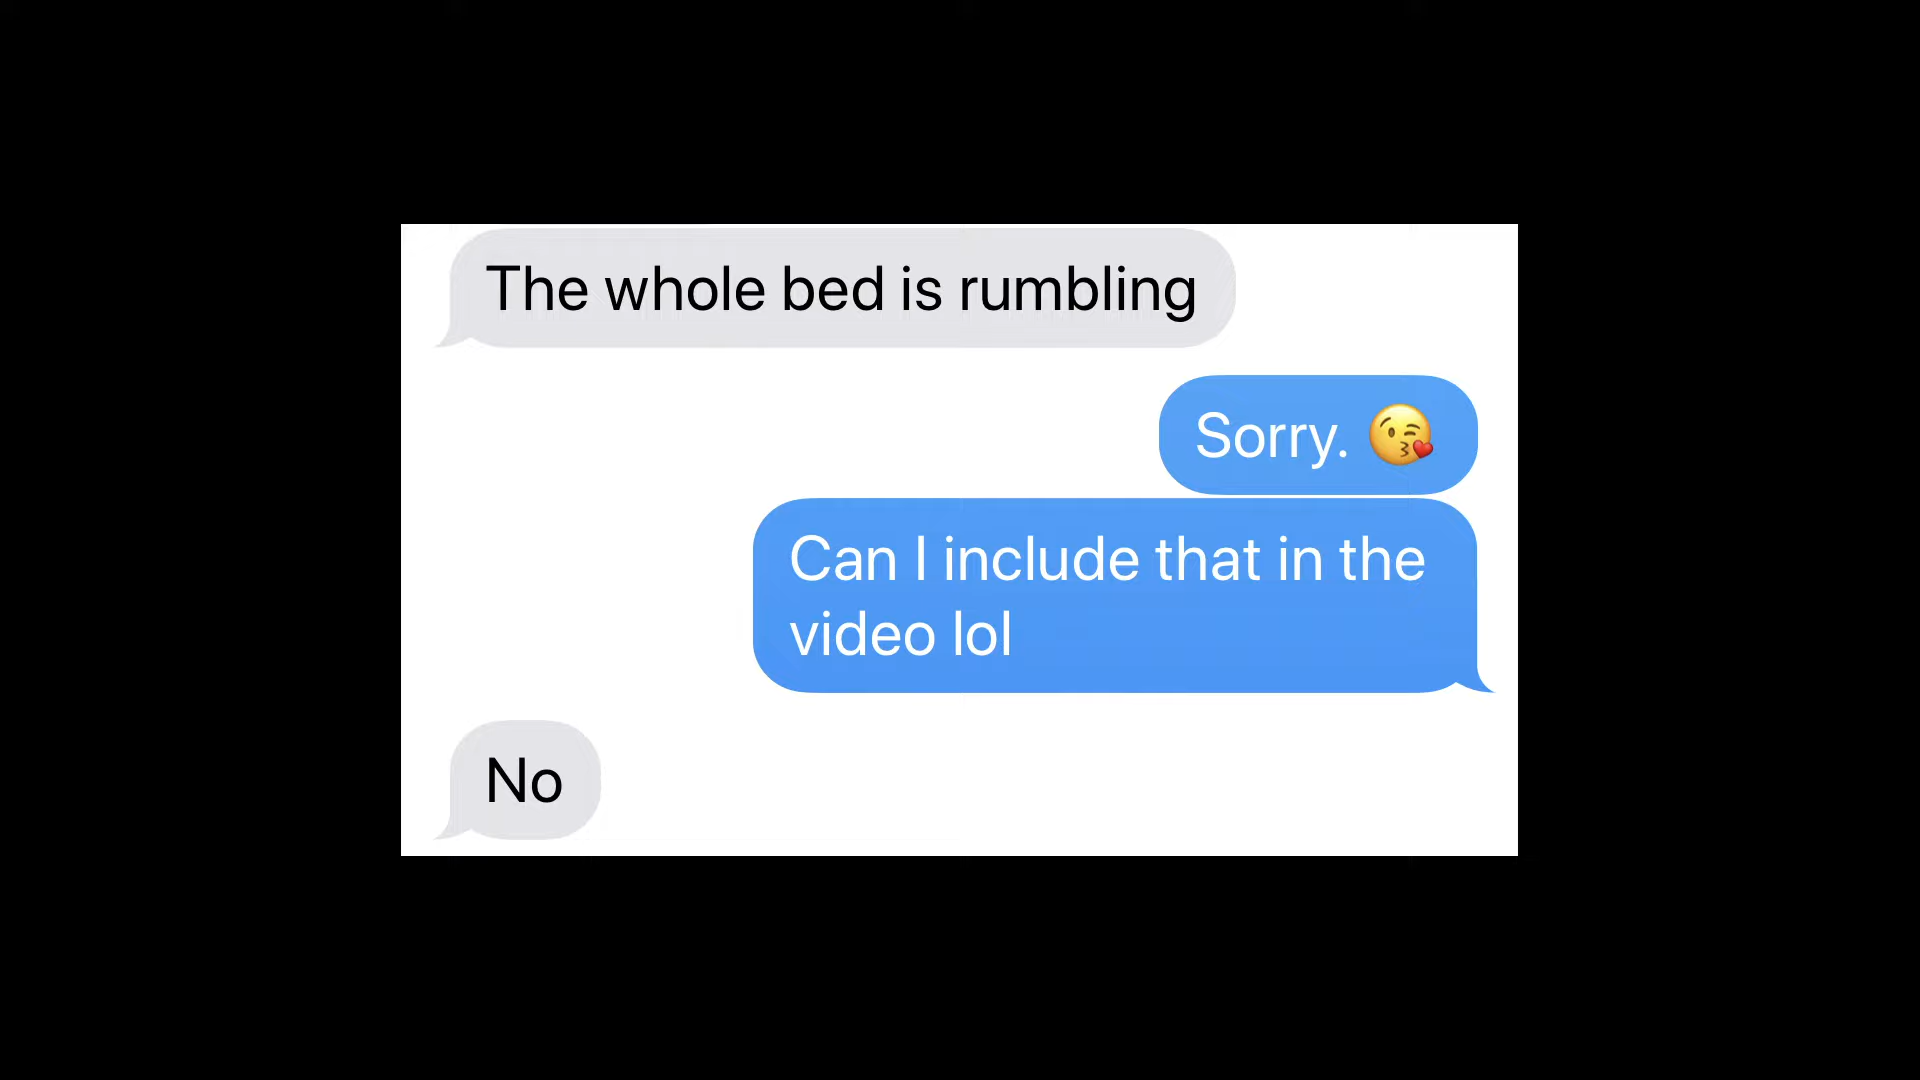 The whole bed is rumbling
Sorry. 😘
Can I include that in the
video lol
No